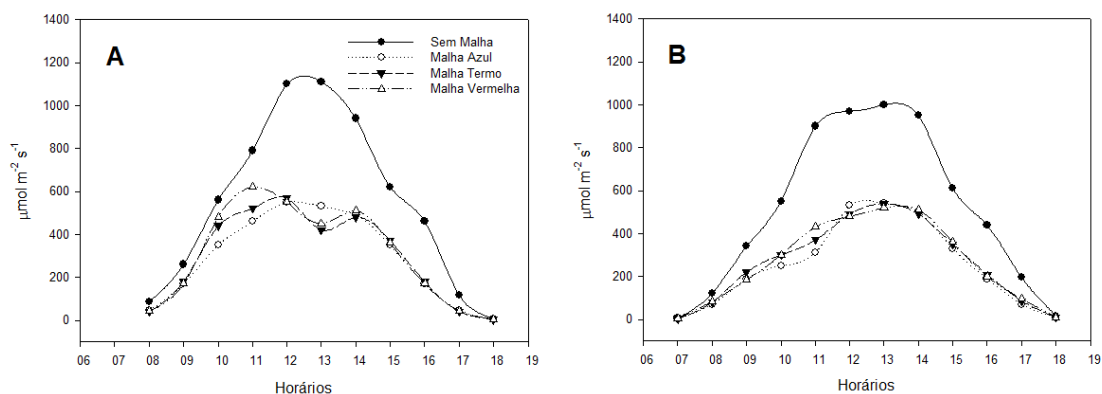 A
Sem Malha
Malha Azul
Malha Termo
Malha Vermelha
1400
1200
1000
800
600
400
200
0
µmol m⁻² s⁻¹
06 07 08 09 10 11 12 13 14 15 16 17 18 19
Horários
B
1400
1200
1000
800
600
400
200
0
µmol m⁻² s⁻¹
06 07 08 09 10 11 12 13 14 15 16 17 18 19
Horários